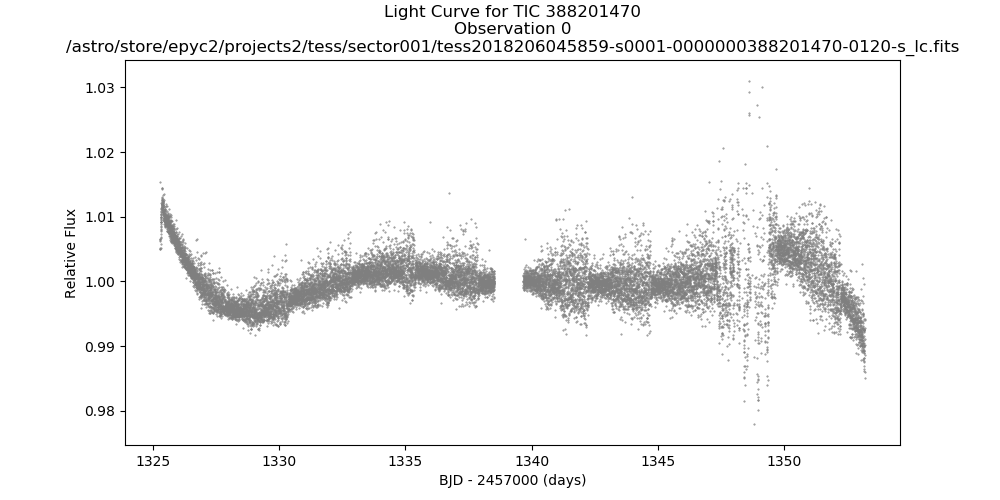 Light Curve for TIC 388201470
Observation 0
/astro/store/epyc2/projects2/tess/sector001/tess2018206045859-s0001-0000000388201470-0120-s_lc.fits
1.03
1.02
1.01
1.00
0.99
0.98
Relative Flux
1325
1330
1335
1340
1345
1350
BJD - 2457000 (days)